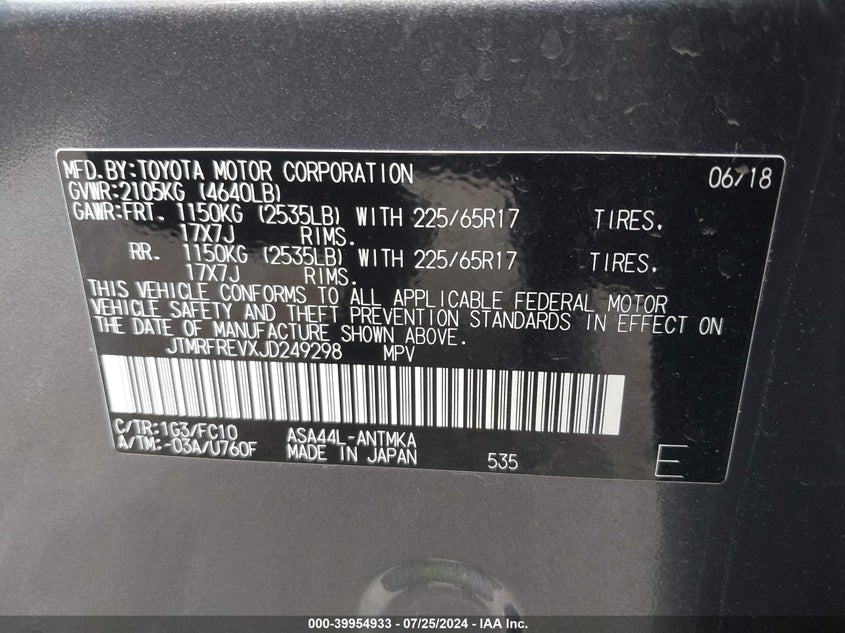 MFD.BY:TOYOTA MOTOR CORPORATION 06/18
GVWR:2105KG (4640LB)
GAWR:FRT. 1150KG (2535LB) WITH 225/65R17 TIRES,
17X7J RIMS.
RR. 1150KG (2535LB) WITH 225/65R17 TIRES,
17X7J RIMS.
THIS VEHICLE CONFORMS TO ALL APPLICABLE FEDERAL MOTOR
VEHICLE SAFETY AND THEFT PREVENTION STANDARDS IN EFFECT ON
THE DATE OF MANUFACTURE SHOWN ABOVE.
JTMRFREVXJD249298 MPV
C/TR:1G3/FC10 ASA44L-ANTMKA
A/TM:-03A/U760F MADE IN JAPAN 535 E
000-39954933 - 07/25/2024 - IAA Inc.